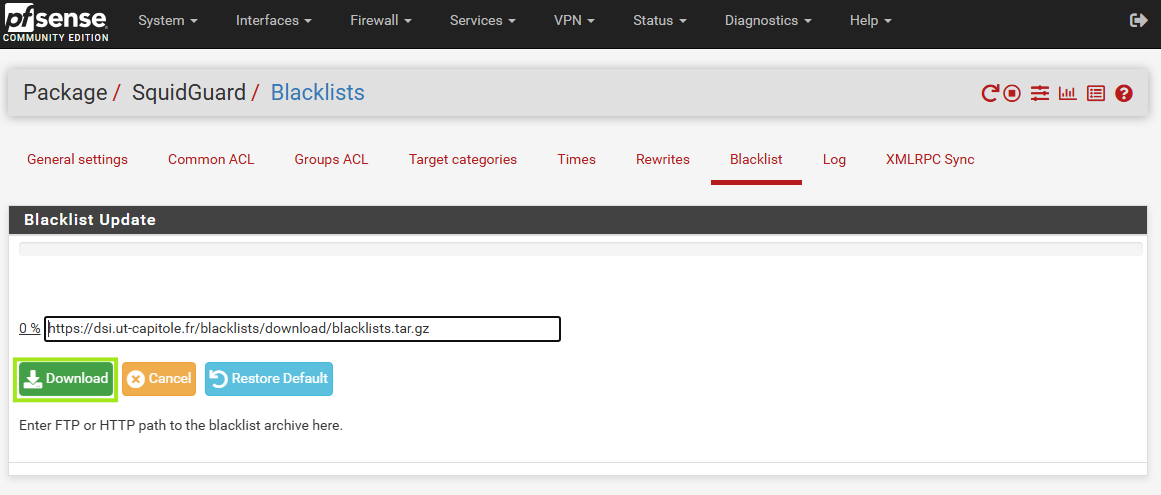 pfsense
COMMUNITY EDITION
System Interfaces Firewall Services VPN Status Diagnostics Help
Package / SquidGuard / Blacklists
General settings Common ACL Groups ACL Target categories Times Rewrites Blacklist Log XMLRPC Sync
Blacklist Update
0 % https://dsi.ut-capitole.fr/blacklists/download/blacklists.tar.gz
Download Cancel Restore Default
Enter FTP or HTTP path to the blacklist archive here.